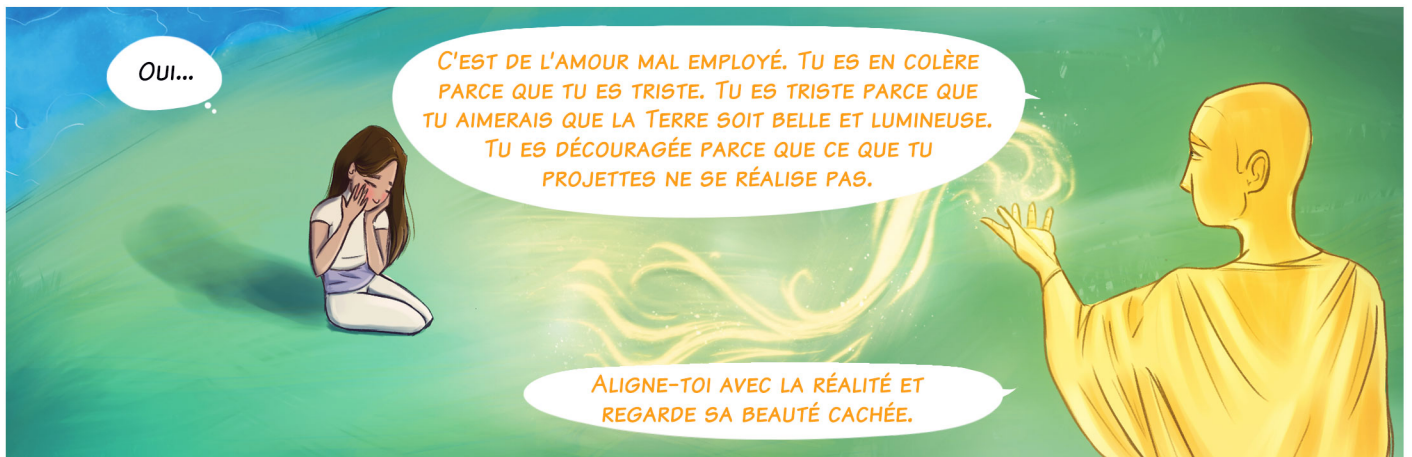 Oui...
C'est de l'amour mal employé. Tu es en colère
parce que tu es triste. Tu es triste parce que
tu aimerais que la Terre soit belle et lumineuse.
Tu es découragée parce que ce que tu
projettes ne se réalise pas.
Aligne-toi avec la réalité et
regarde sa beauté cachée.